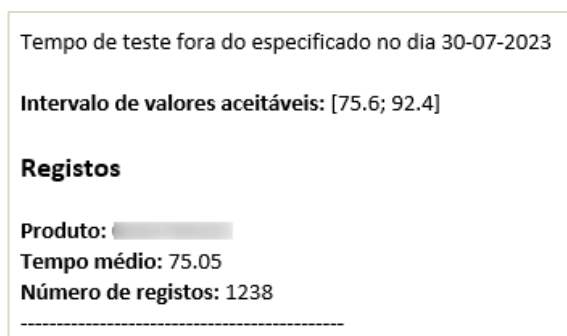 Tempo de teste fora do especificado no dia 30-07-2023
Intervalo de valores aceitáveis: [75.6; 92.4]
Registos
Produto:
Tempo médio: 75.05
Número de registos: 1238
---------------------------------------------